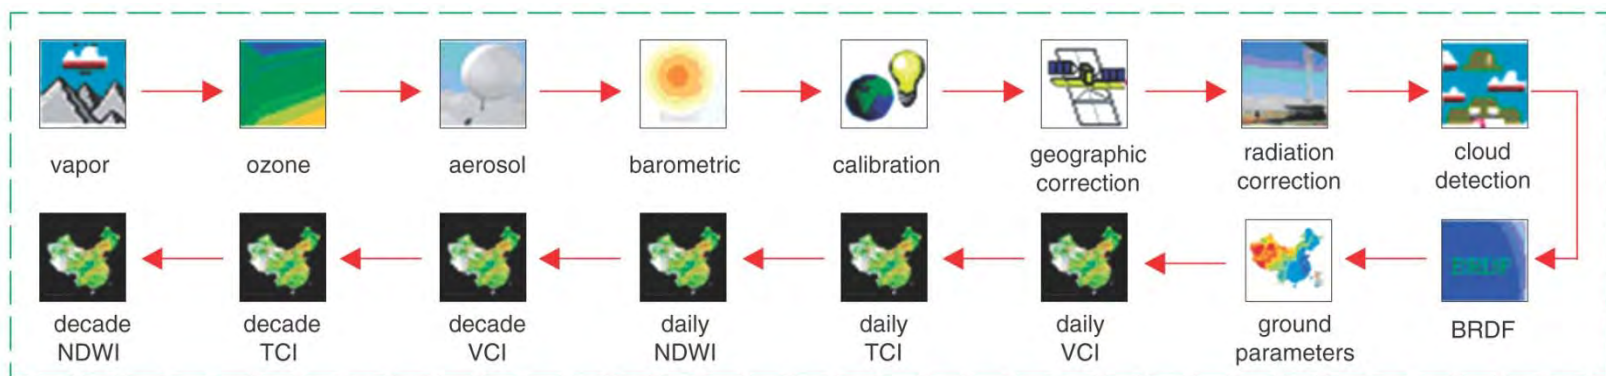 vapor
ozone
aerosol
barometric
calibration
geographic
correction
radiation
correction
cloud
detection
decade
NDWI
decade
TCI
decade
VCI
daily
NDWI
daily
TCI
daily
VCI
ground
parameters
BRDF
BRDF